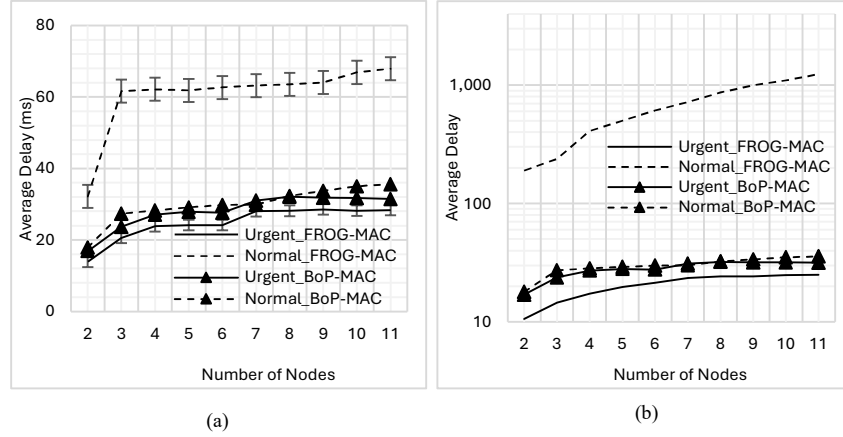 80
60
40
20
0
Average Delay (ms)
2 3 4 5 6 7 8 9 10 11
Number of Nodes
Urgent_FROG-MAC
Normal_FROG-MAC
Urgent_BoP-MAC
Normal_BoP-MAC
(a)
1,000
100
10
Average Delay
2 3 4 5 6 7 8 9 10 11
Number of Nodes
Urgent_FROG-MAC
Normal_FROG-MAC
Urgent_BoP-MAC
Normal_BoP-MAC
(b)